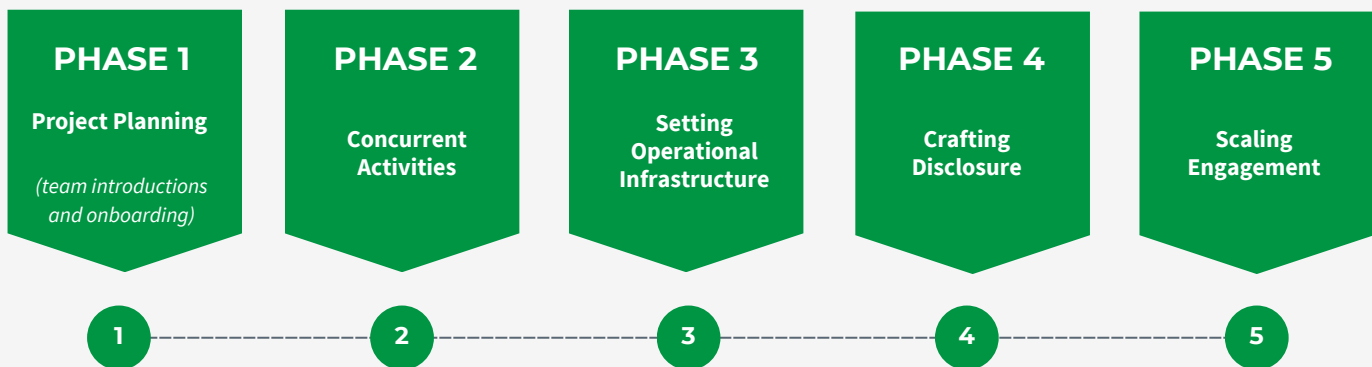 PHASE 1
Project Planning
(team introductions
and onboarding)
PHASE 2
Concurrent
Activities
PHASE 3
Setting
Operational
Infrastructure
PHASE 4
Crafting
Disclosure
PHASE 5
Scaling
Engagement
1
2
3
4
5